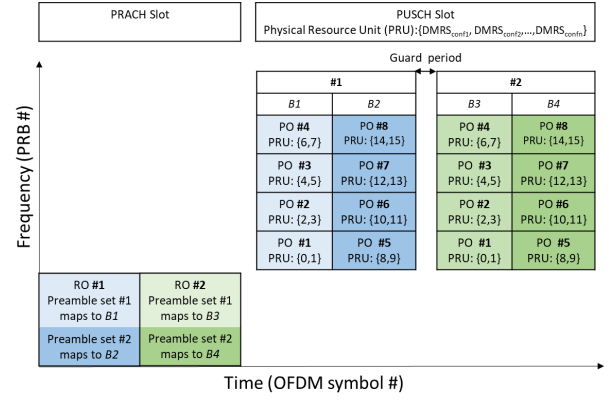 PRACH Slot
PUSCH Slot
Physical Resource Unit (PRU):{DMRSconf1, DMRSconf2,...,DMRSconfn}
Guard period
#1
#2
B1
B2
B3
B4
PO #4
PRU: {6,7}
PO #8
PRU: {14,15}
PO #4
PRU: {6,7}
PO #8
PRU: {14,15}
PO #3
PRU: {4,5}
PO #7
PRU: {12,13}
PO #3
PRU: {4,5}
PO #7
PRU: {12,13}
PO #2
PRU: {2,3}
PO #6
PRU: {10,11}
PO #2
PRU: {2,3}
PO #6
PRU: {10,11}
PO #1
PRU: {0,1}
PO #5
PRU: {8,9}
PO #1
PRU: {0,1}
PO #5
PRU: {8,9}
Frequency (PRB #)
RO #1
Preamble set #1
maps to B1
Preamble set #2
maps to B2
RO #2
Preamble set #1
maps to B3
Preamble set #2
maps to B4
Time (OFDM symbol #)